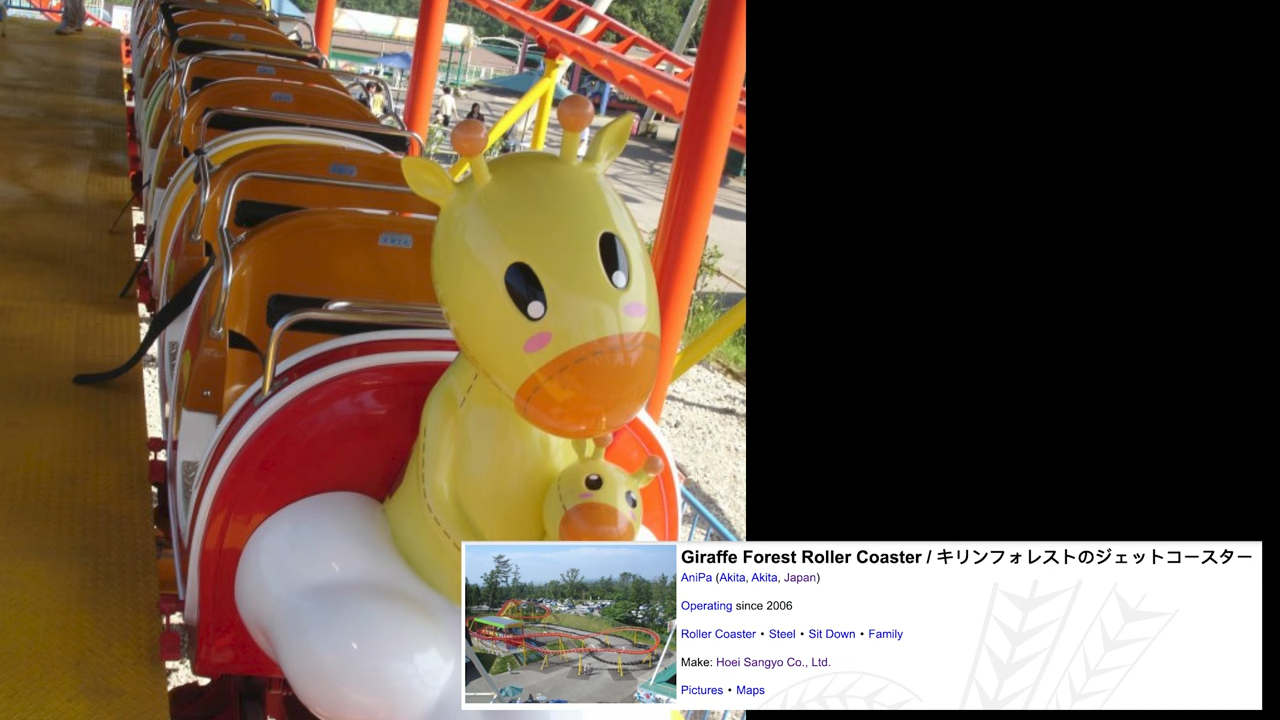 Giraffe Forest Roller Coaster / キリンフォレストのジェットコースター
AniPa (Akita, Akita, Japan)
Operating since 2006
Roller Coaster • Steel • Sit Down • Family
Make: Hoei Sangyo Co., Ltd.
Pictures • Maps